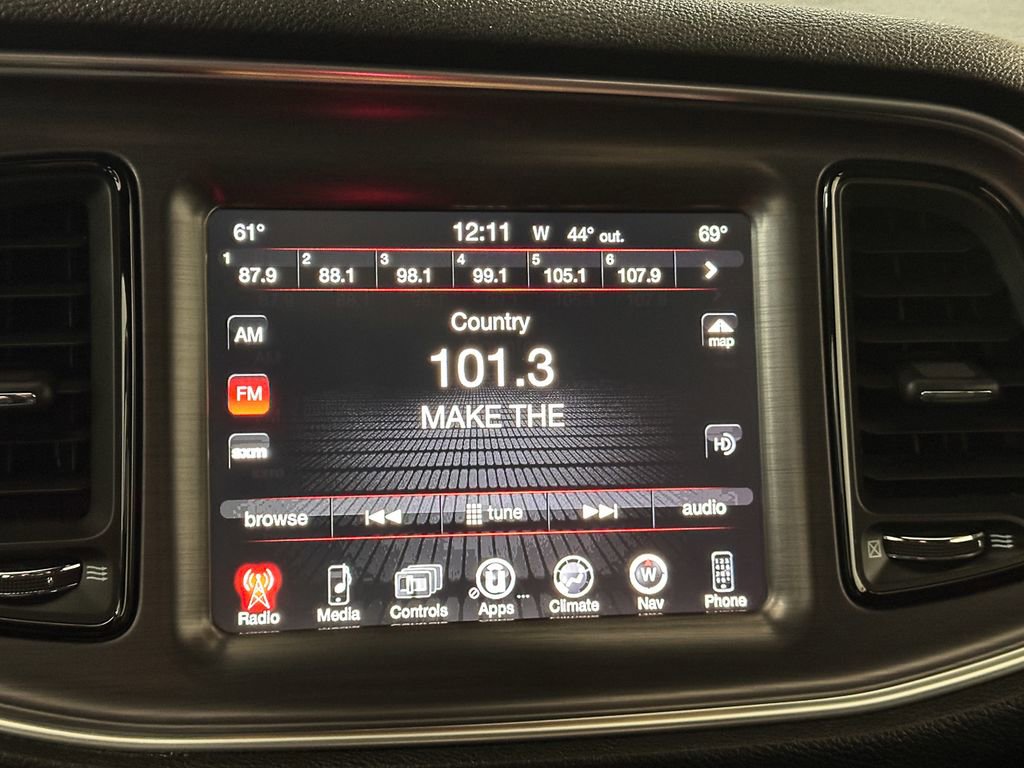 61° 12:11 W 44° out. 69°
1 87.9 2 88.1 3 98.1 4 99.1 5 105.1 6 107.9
Country
AM
map
101.3
FM
MAKE THE
sxm
HD
browse tune audio
Radio Media Controls Apps Climate Nav Phone
U
W